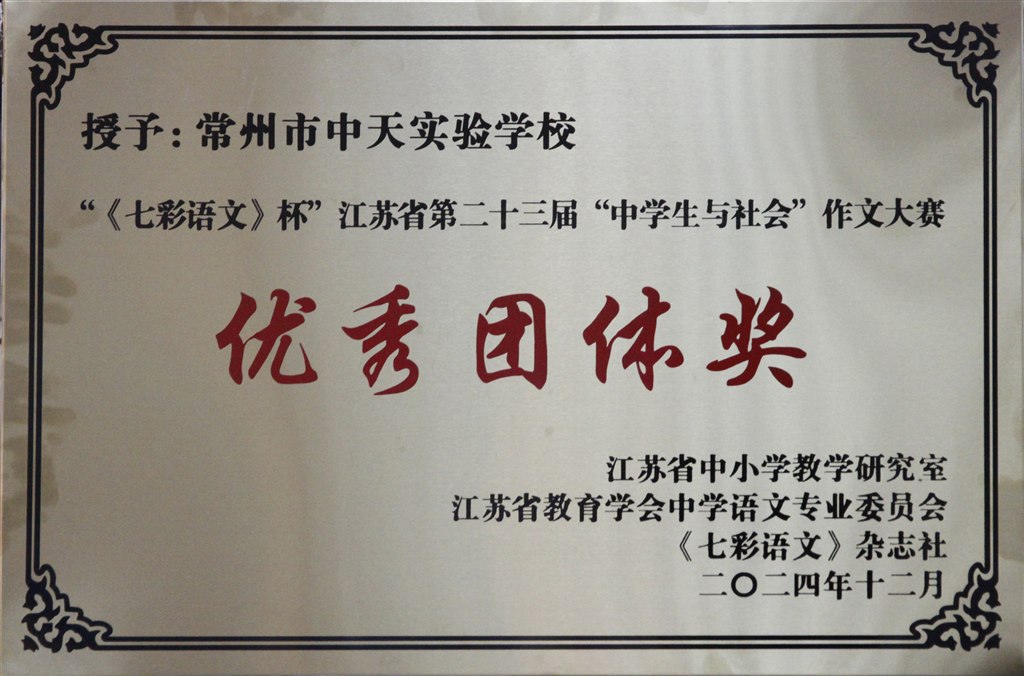 授予：常州市中天实验学校
“《七彩语文》杯”江苏省第二十三届“中学生与社会”作文大赛
优秀团体奖
江苏省中小学教学研究室
江苏省教育学会中学语文专业委员会
《七彩语文》杂志社
二〇二四年十二月